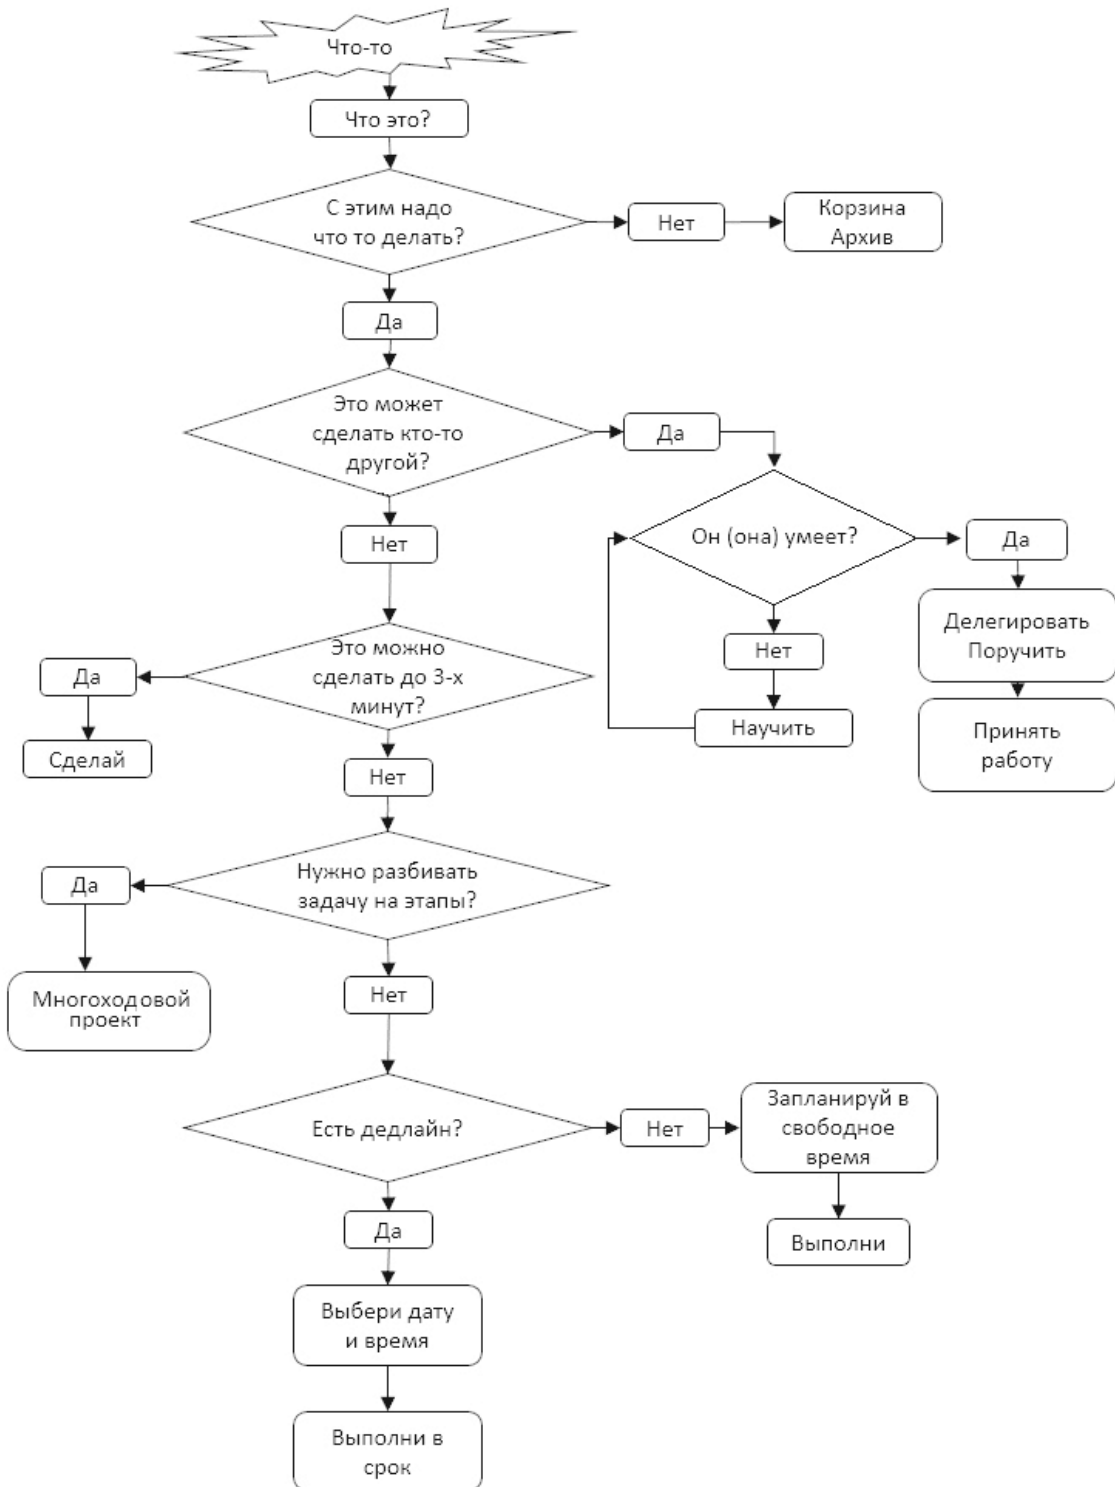 Что-то
Что это?
С этим надо
что то делать?
Нет
Корзина
Архив
Да
Это может
сделать кто-то
другой?
Да
Нет
Он (она) умеет?
Да
Делегировать
Поручить
Нет
Это можно
сделать до 3-х
минут?
Да
Сделай
Научить
Принять
работу
Нет
Нужно разбивать
задачу на этапы?
Да
Многоходовой
проект
Нет
Есть дедлайн?
Нет
Запланируй в
свободное
время
Выполни
Да
Выбери дату
и время
Выполни в
срок